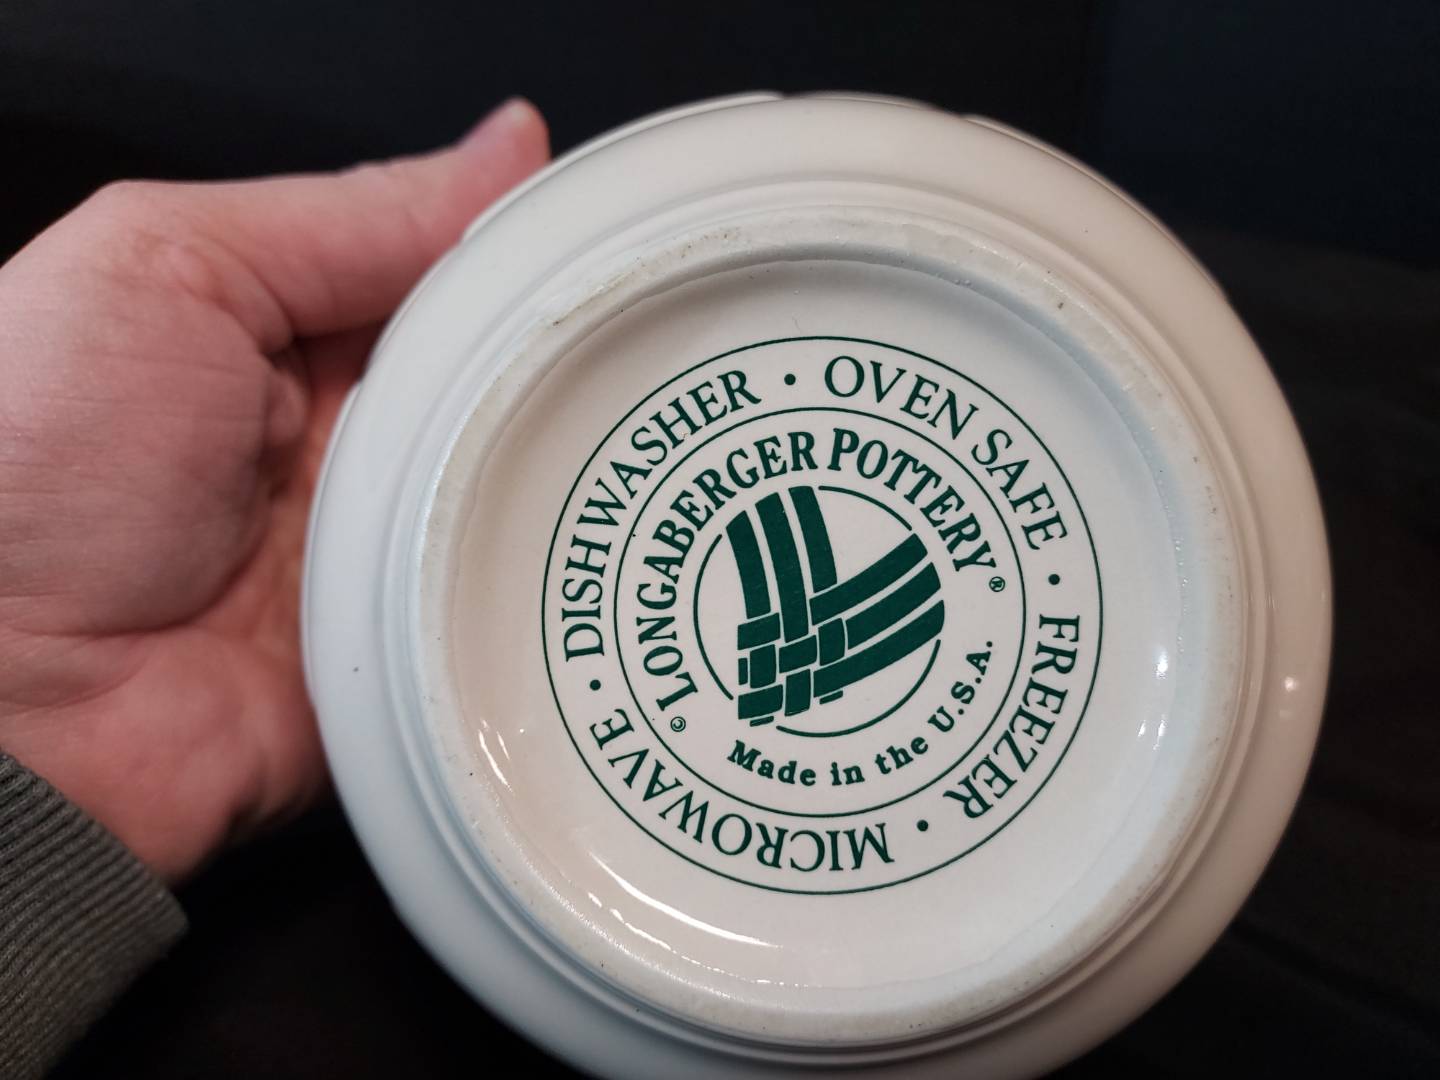 DISHWASHER • OVEN SAFE • FREEZER • MICROWAVE •
© LONGABERGER POTTERY ®
Made in the U.S.A.